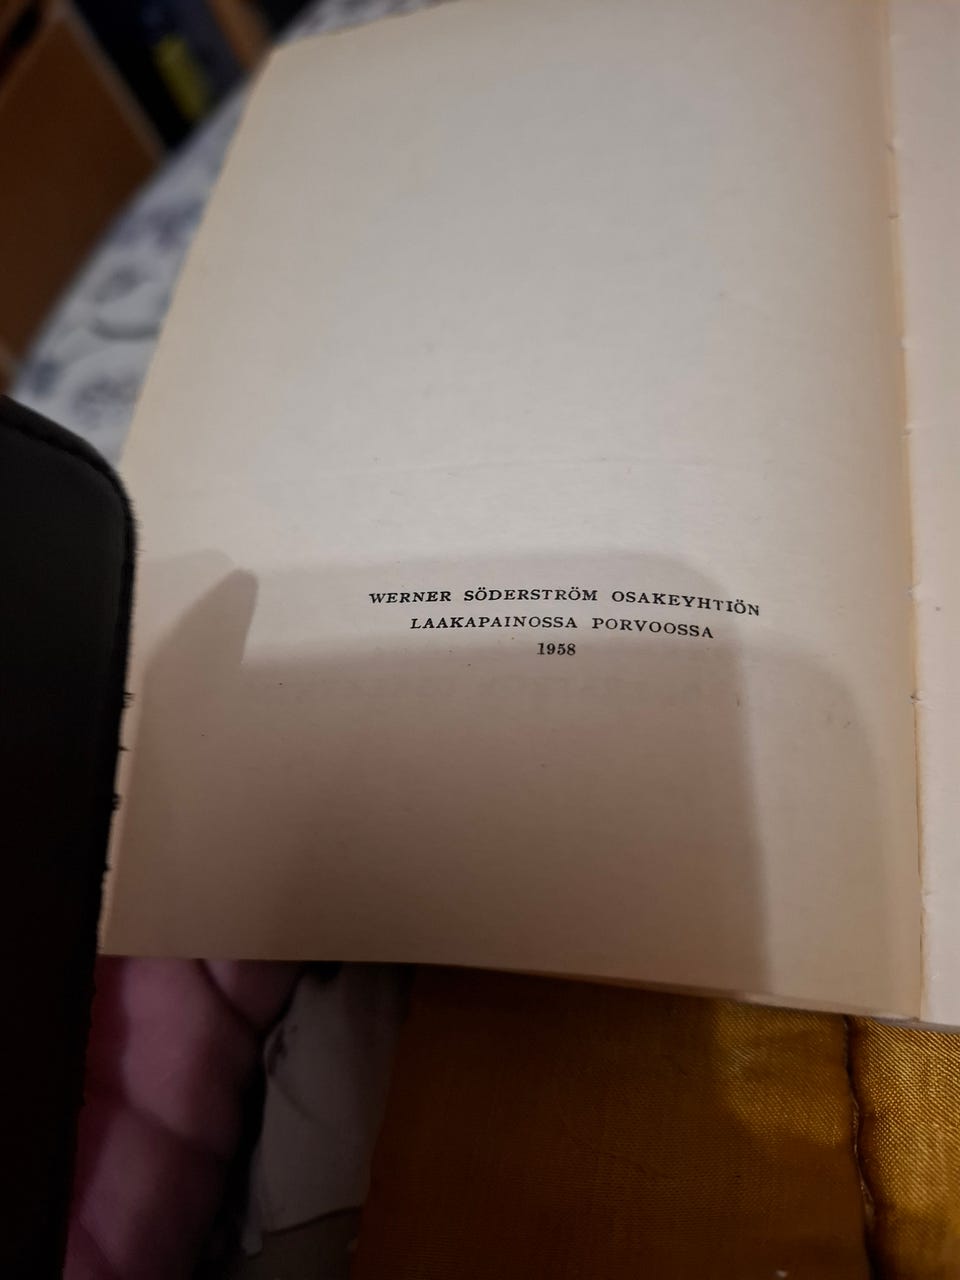 WERNER SÖDERSTRÖM OSAKEYHTIÖN
LAAKAPAINOSSA PORVOOSSA
1958